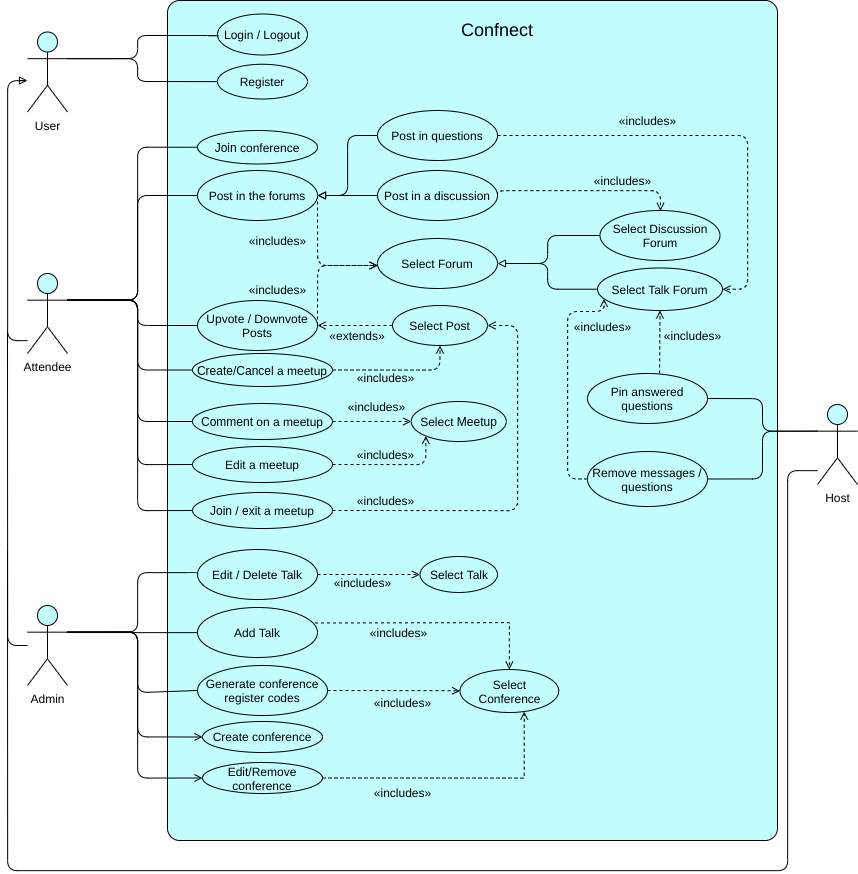 Confnect
Login / Logout
Register
User
Join conference
Post in questions
«includes»
Post in the forums
Post in a discussion
«includes»
«includes»
Select Discussion
Forum
Select Forum
«includes»
Select Talk Forum
Attendee
Upvote / Downvote
Posts
Select Post
«extends»
«includes»
«includes»
Create/Cancel a meetup
«includes»
Pin answered
questions
Comment on a meetup
«includes»
Select Meetup
Host
Edit a meetup
«includes»
Remove messages /
questions
Join / exit a meetup
«includes»
Edit / Delete Talk
«includes»
Select Talk
Add Talk
«includes»
Admin
Generate conference
register codes
«includes»
Select
Conference
Create conference
Edit/Remove
conference
«includes»